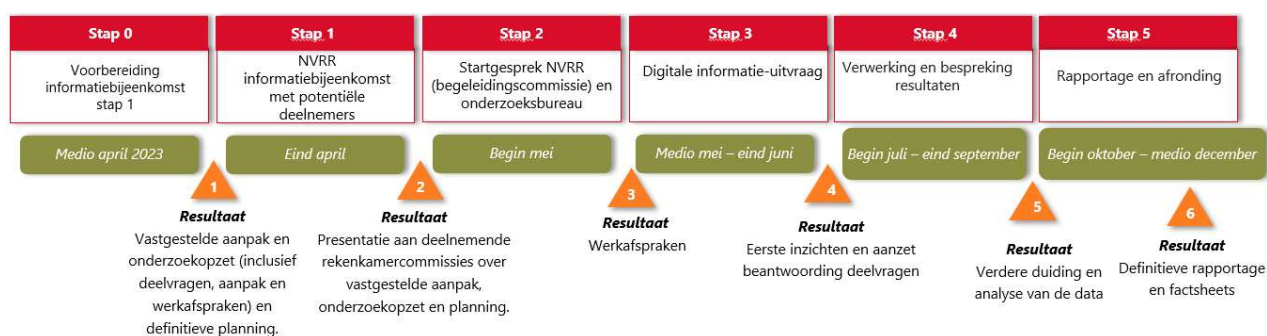 Stap 0
Voorbereiding
informatiebijeenkomst
stap 1
Stap 1
NVRR
informatiebijeenkomst
met potentiële
deelnemers
Stap 2
Startgesprek NVRR
(begeleidingscommissie) en
onderzoeksbureau
Stap 3
Digitale informatie-uitvraag
Stap 4
Verwerking en bespreking
resultaten
Stap 5
Rapportage en afronding
Medio april 2023
Eind april
Begin mei
Medio mei – eind juni
Begin juli – eind september
Begin oktober – medio december
1
Resultaat
Vastgestelde aanpak en
onderzoekopzet (inclusief
deelvragen, aanpak en
werkafspraken) en
definitieve planning.
2
Resultaat
Presentatie aan deelnemende
rekenkamercommissies over
vastgestelde aanpak,
onderzoekopzet en planning.
3
Resultaat
Werkafspraken
4
Resultaat
Eerste inzichten en aanzet
beantwoording deelvragen
5
Resultaat
Verdere duiding en
analyse van de data
6
Resultaat
Definitieve rapportage
en factsheets